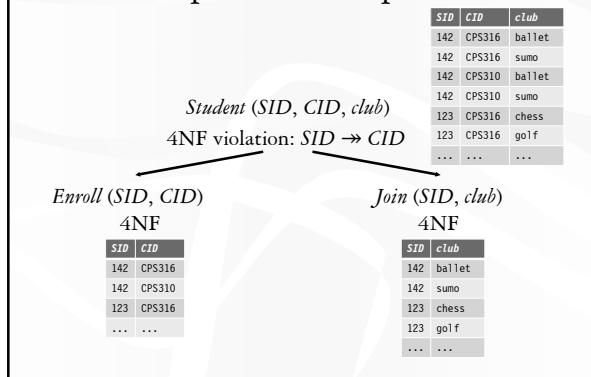 SID CID club
142 CPS316 ballet
142 CPS316 sumo
142 CPS310 ballet
142 CPS310 sumo
123 CPS316 chess
123 CPS316 golf
... ... ...
Student (SID, CID, club)
4NF violation: SID ↠ CID
Enroll (SID, CID)
4NF
SID CID
142 CPS316
142 CPS310
123 CPS316
... ...
Join (SID, club)
4NF
SID club
142 ballet
142 sumo
123 chess
123 golf
... ...